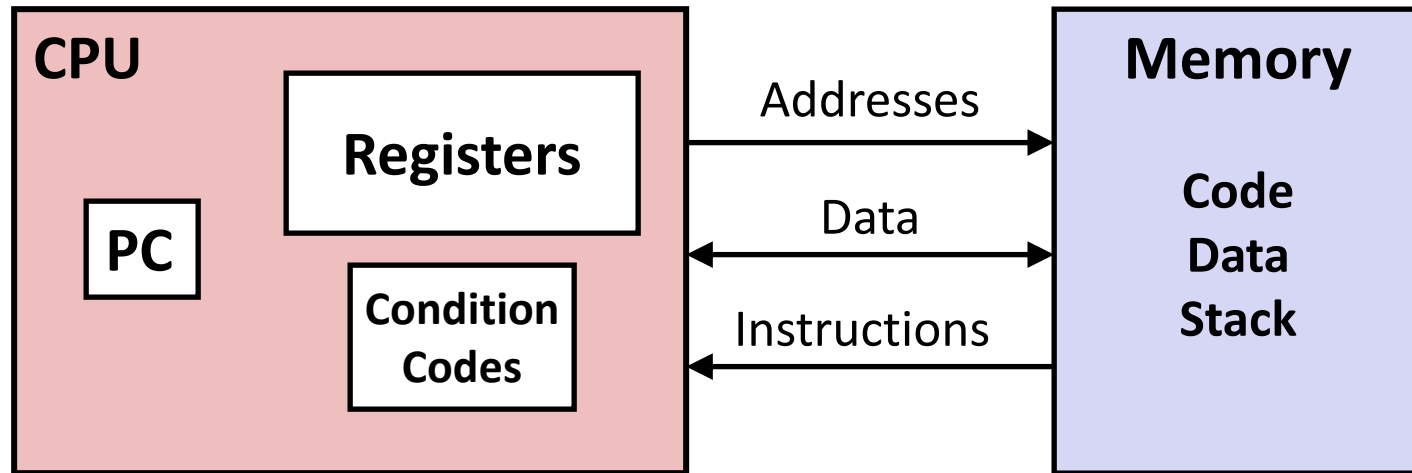 CPU
Registers
PC
Condition
Codes
Addresses
Data
Instructions
Memory
Code
Data
Stack